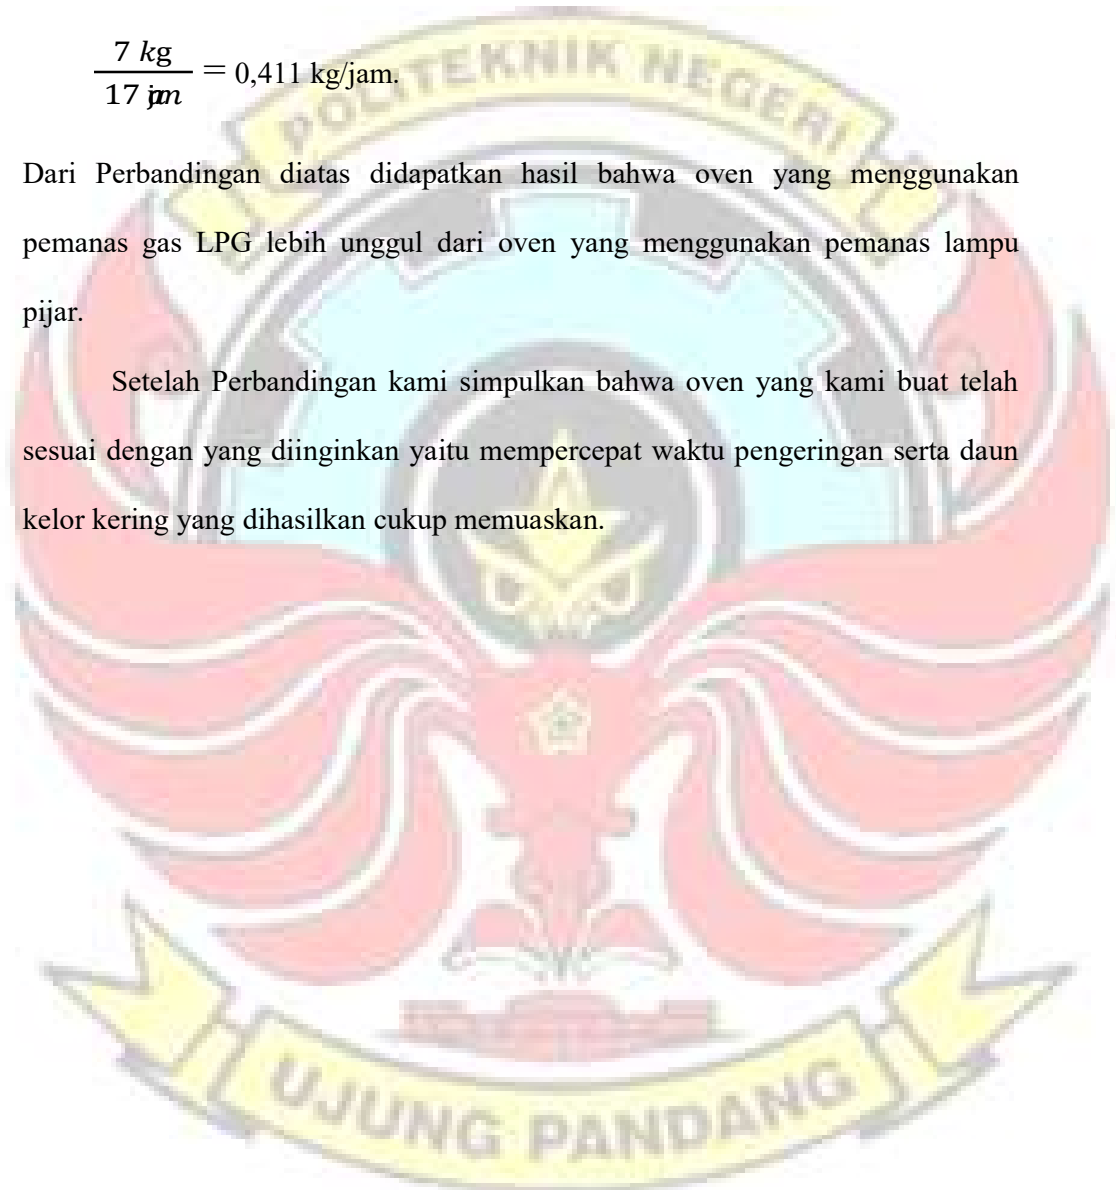 POLITEKNIK NEGERI
7 kg
17 jam
= 0,411 kg/jam.
Dari Perbandingan diatas didapatkan hasil bahwa oven yang menggunakan
pemanas gas LPG lebih unggul dari oven yang menggunakan pemanas lampu
pijar.
Setelah Perbandingan kami simpulkan bahwa oven yang kami buat telah
sesuai dengan yang diinginkan yaitu mempercepat waktu pengeringan serta daun
kelor kering yang dihasilkan cukup memuaskan.
UJUNG PANDANG